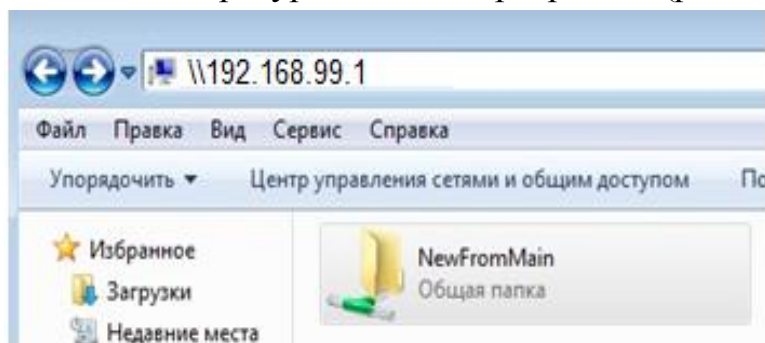 \\192.168.99.1
Файл Правка Вид Сервис Справка
Упорядочить Центр управления сетями и общим доступом
Избранное
Загрузки
Недавние места
NewFromMain
Общая папка